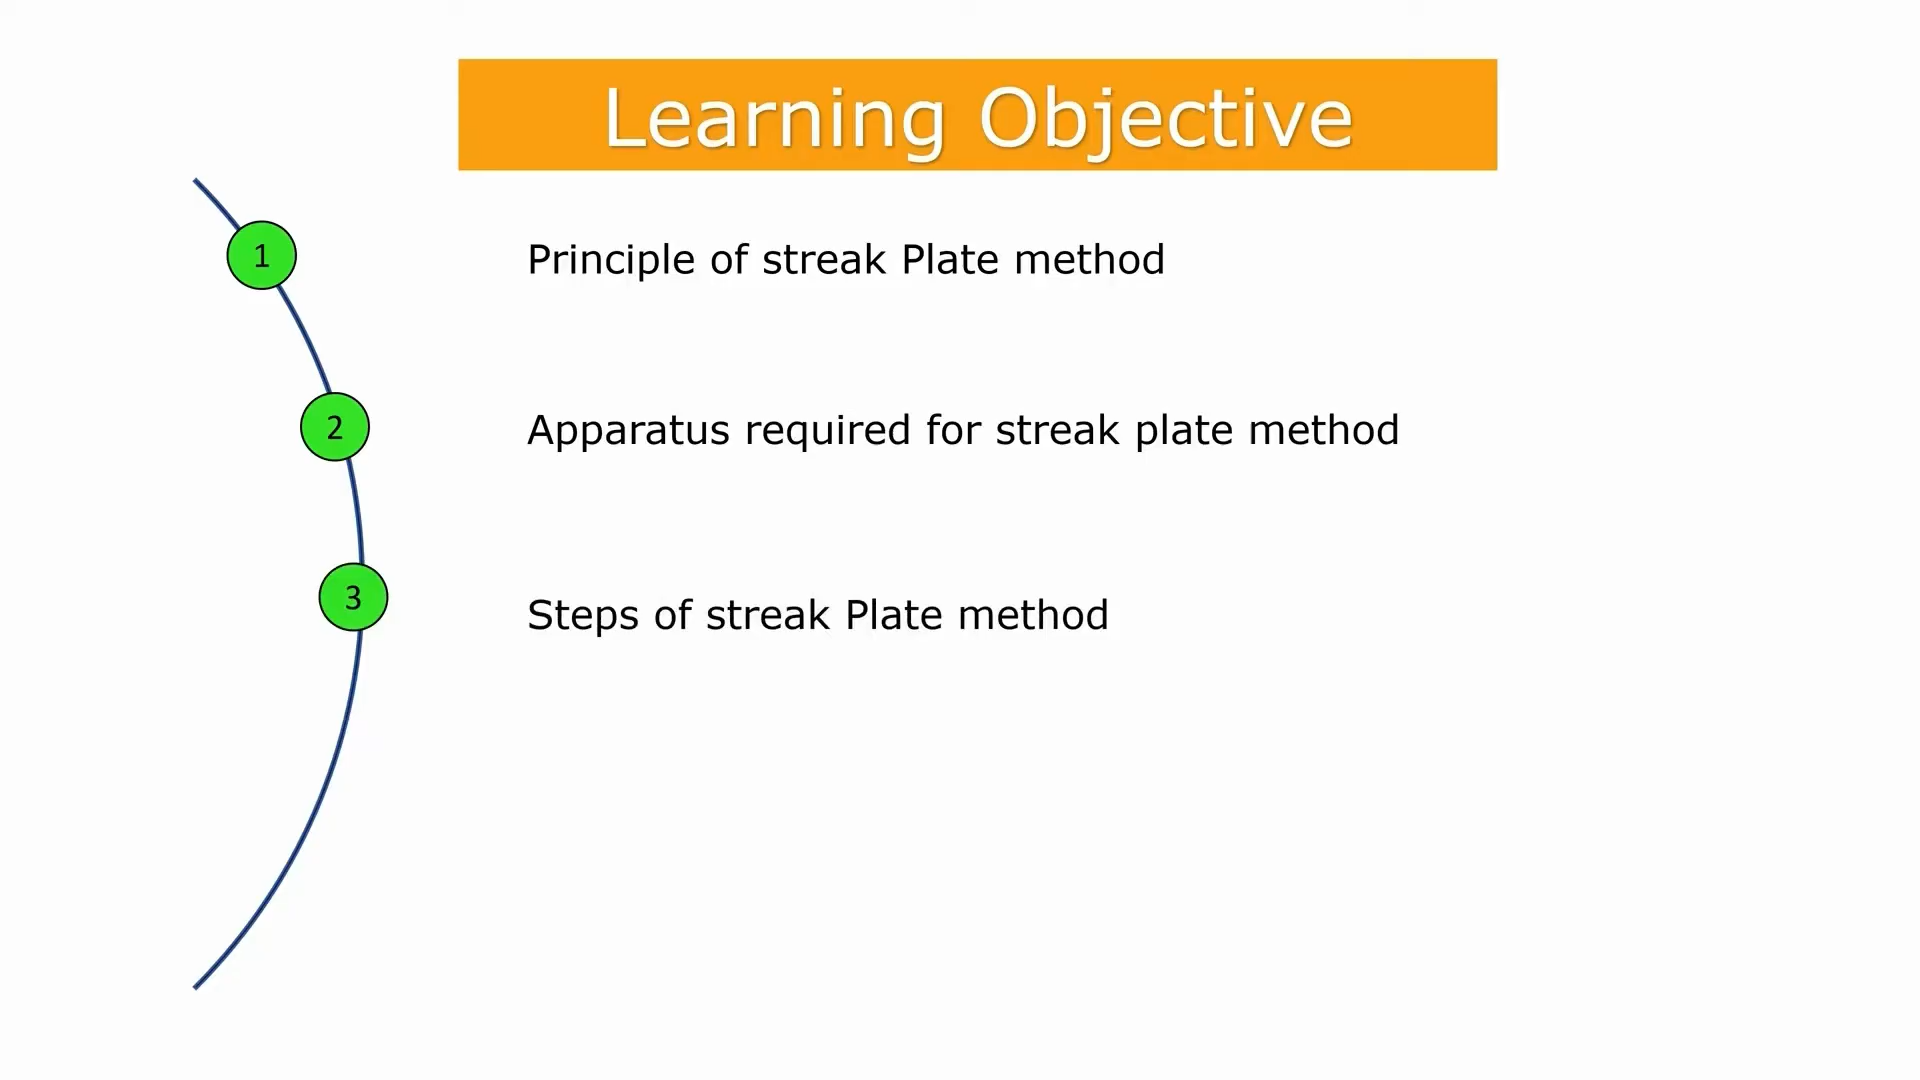 Learning Objective
1
Principle of streak Plate method
2
Apparatus required for streak plate method
3
Steps of streak Plate method